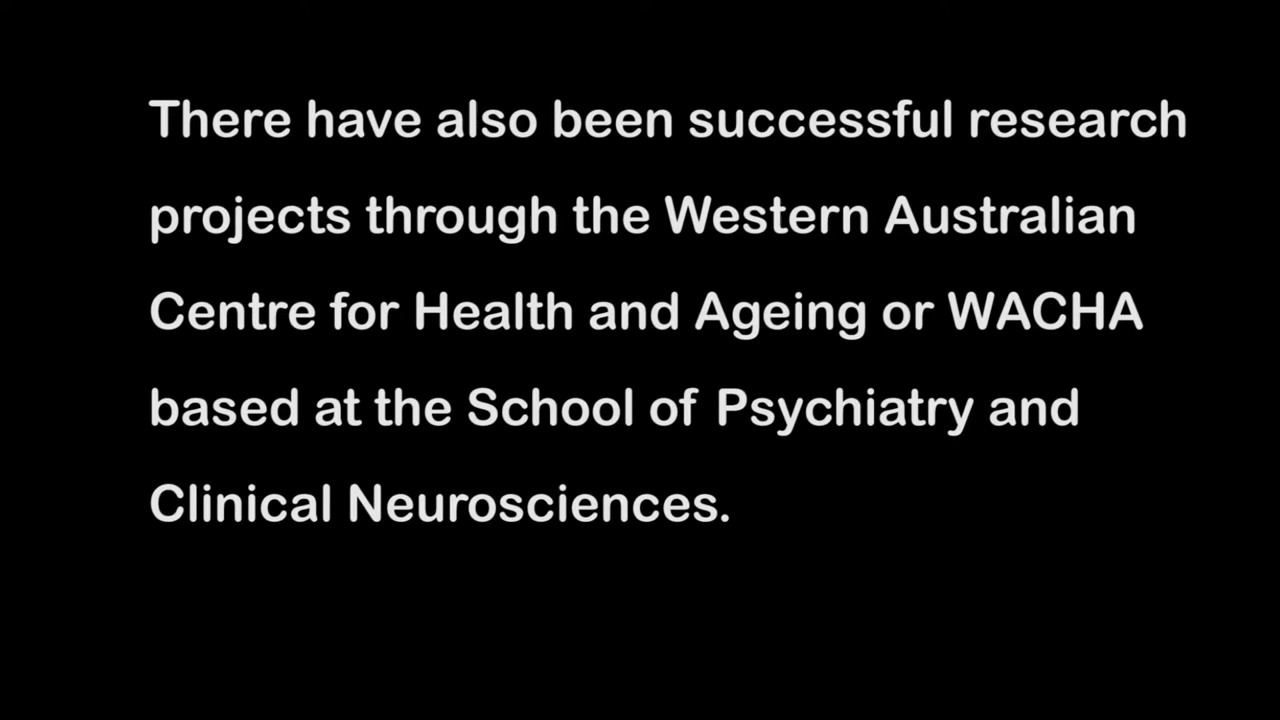 There have also been successful research
projects through the Western Australian
Centre for Health and Ageing or WACHA
based at the School of Psychiatry and
Clinical Neurosciences.